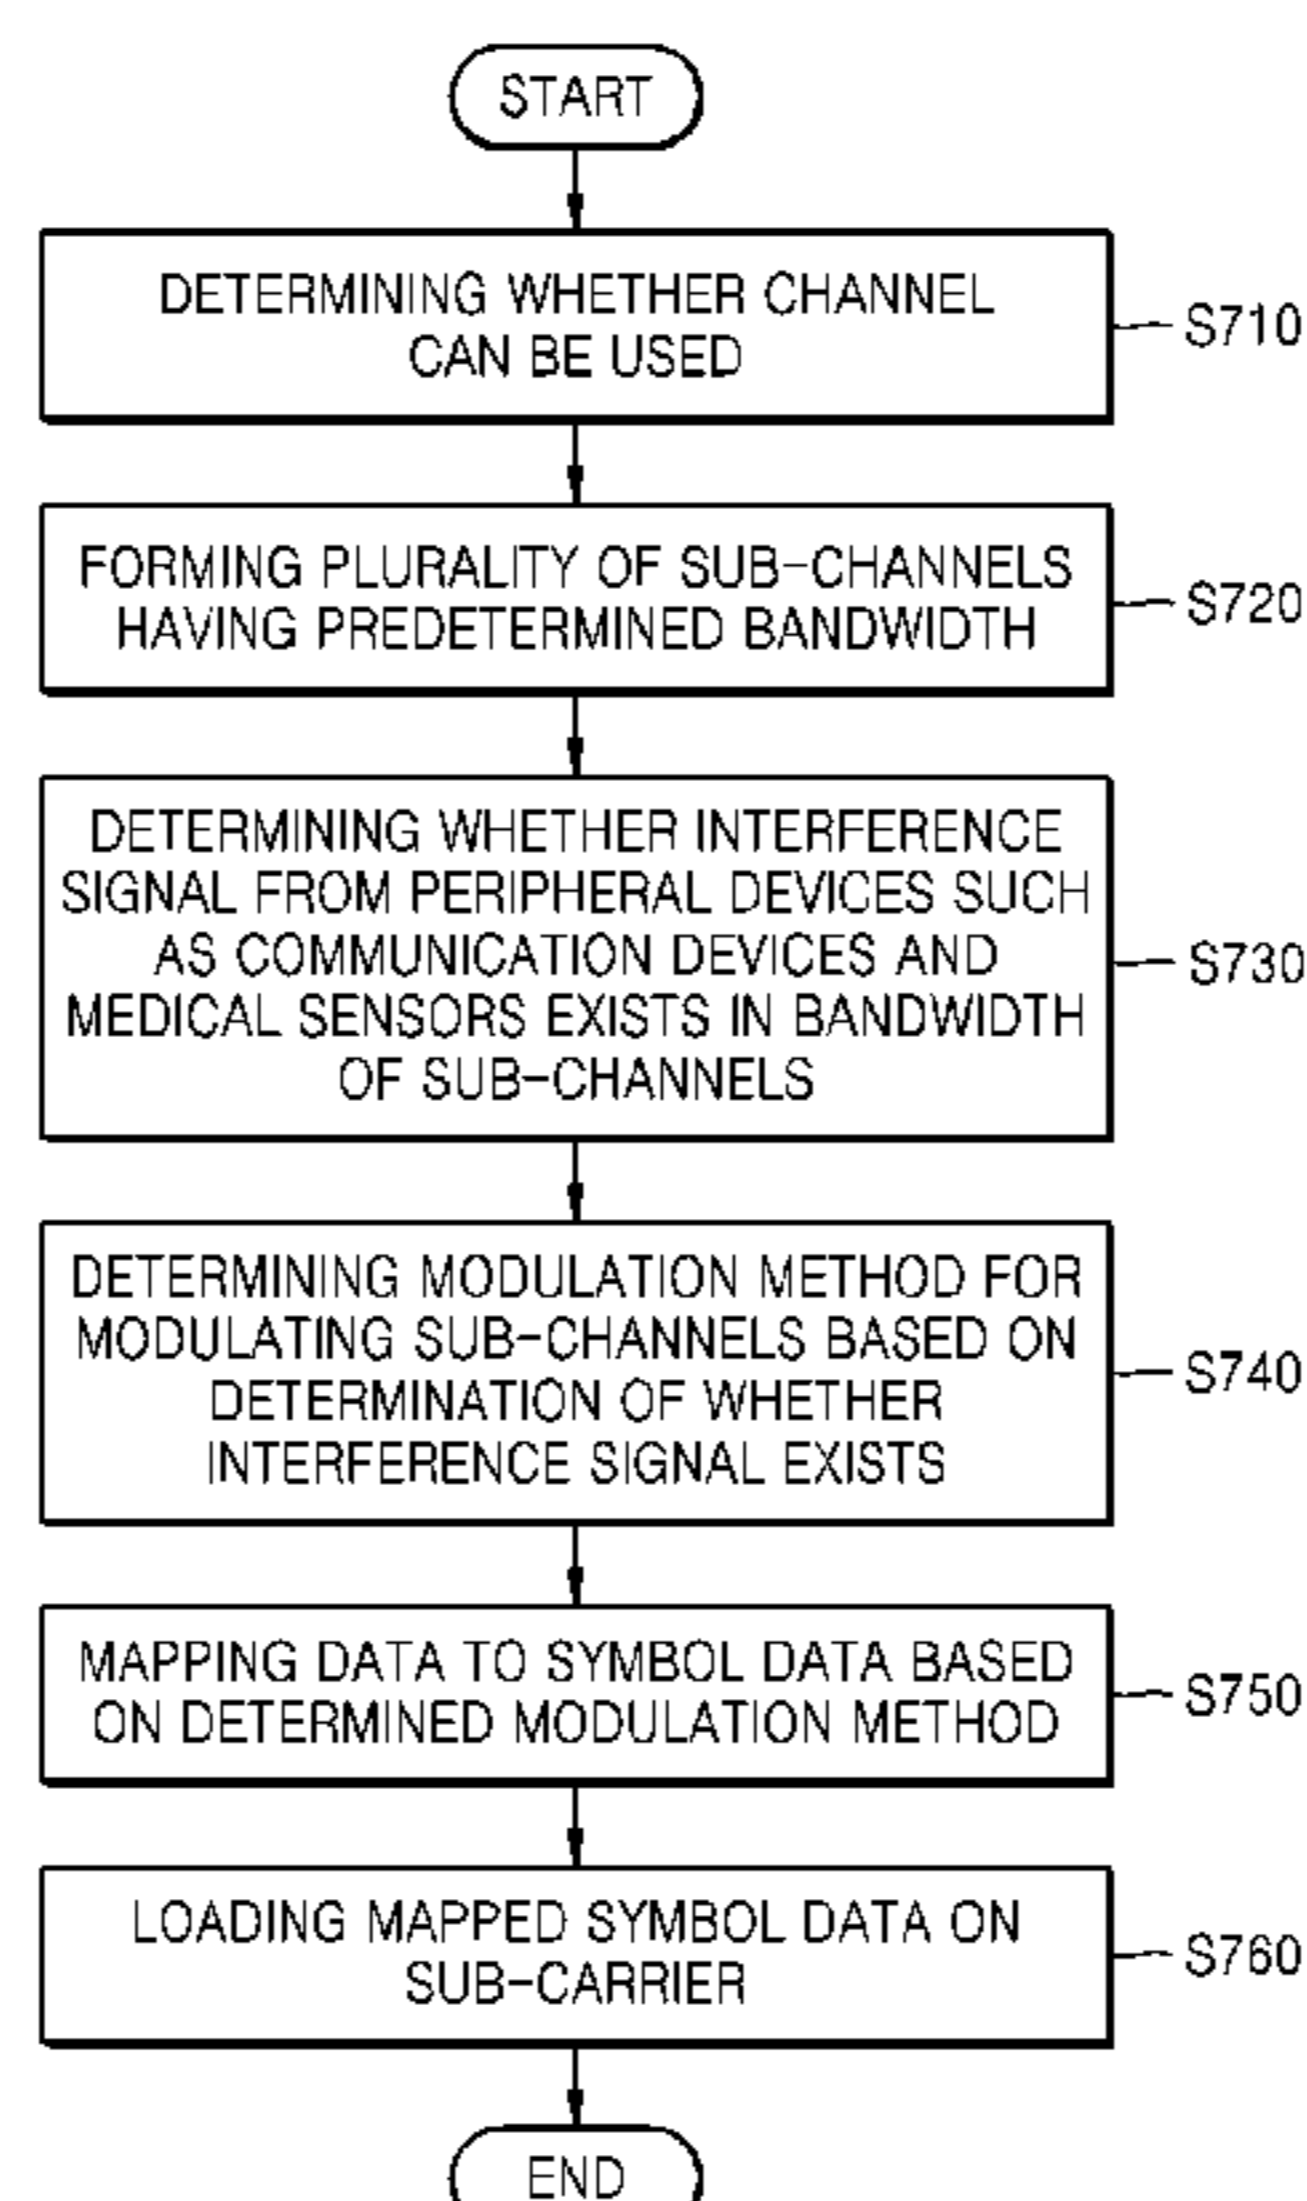 START
DETERMINING WHETHER CHANNEL
CAN BE USED
S710
FORMING PLURALITY OF SUB-CHANNELS
HAVING PREDETERMINED BANDWIDTH
S720
DETERMINING WHETHER INTERFERENCE
SIGNAL FROM PERIPHERAL DEVICES SUCH
AS COMMUNICATION DEVICES AND
MEDICAL SENSORS EXISTS IN BANDWIDTH
OF SUB-CHANNELS
S730
DETERMINING MODULATION METHOD FOR
MODULATING SUB-CHANNELS BASED ON
DETERMINATION OF WHETHER
INTERFERENCE SIGNAL EXISTS
S740
MAPPING DATA TO SYMBOL DATA BASED
ON DETERMINED MODULATION METHOD
S750
LOADING MAPPED SYMBOL DATA ON
SUB-CARRIER
S760
END